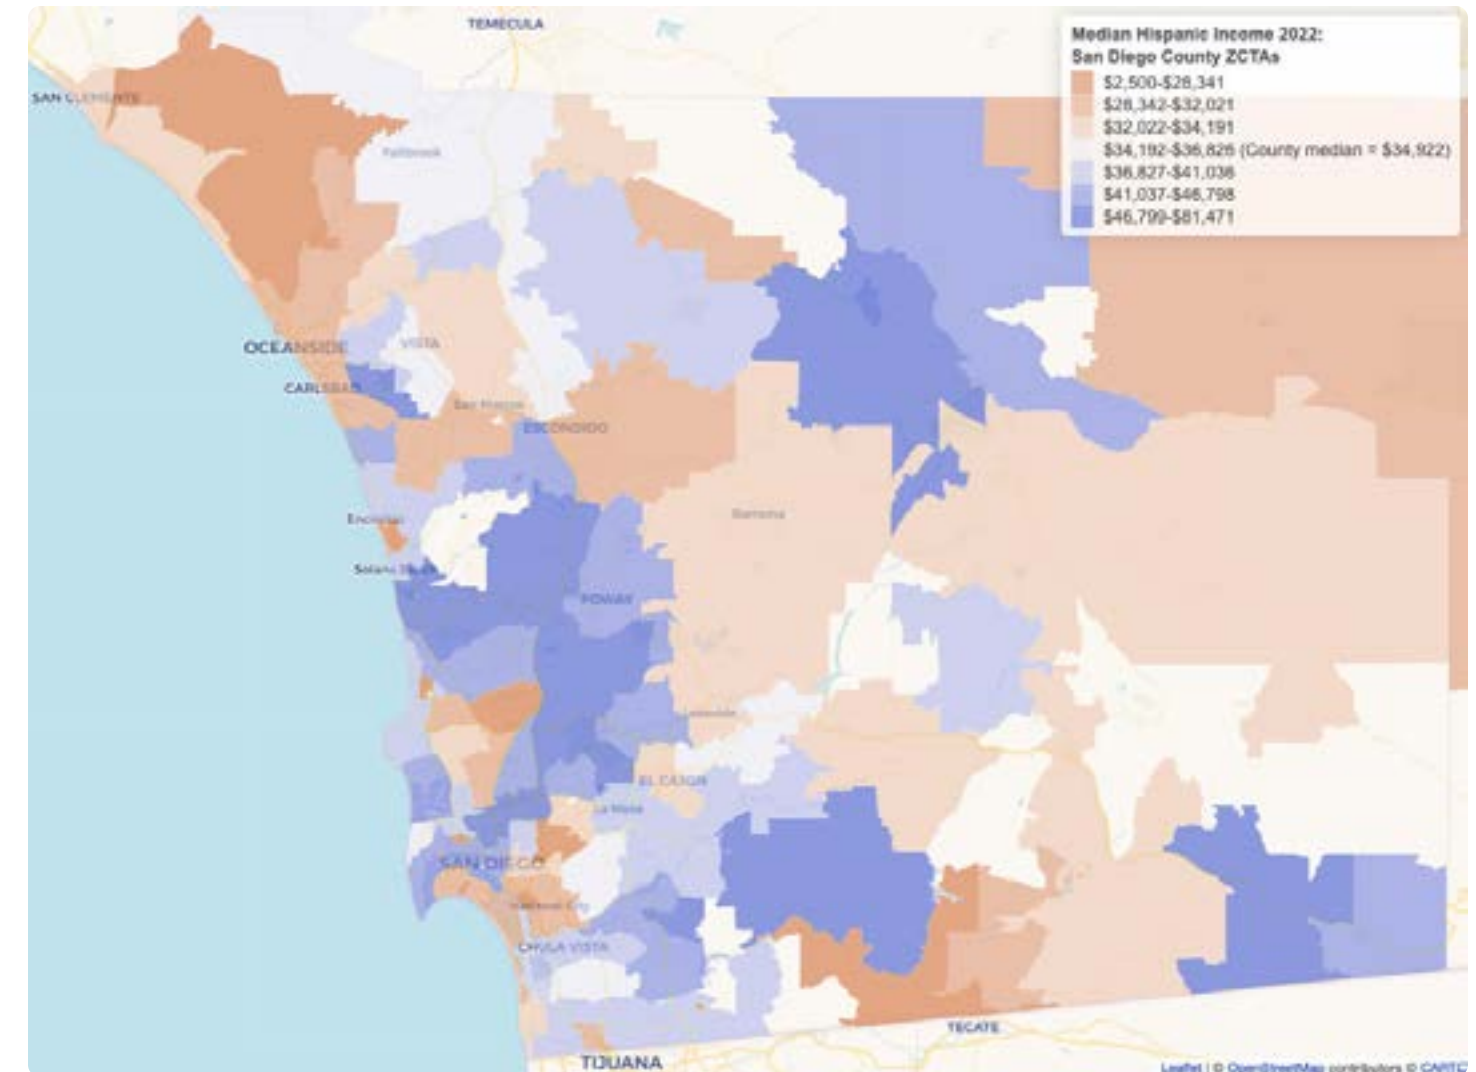 TEMECULA
Median Hispanic Income 2022:
San Diego County ZCTAs
$2,500-$28,341
$28,342-$32,021
$32,022-$34,191
$34,192-$36,826 (County median = $34,922)
$36,827-$41,036
$41,037-$46,798
$46,799-$81,471
SAN CLEMENTE
Fallbrook
OCEANSIDE
VISTA
CARLSBAD
San Marcos
ESCONDIDO
Ramona
Encinitas
Solana Beach
POWAY
Lakeside
EL CAJON
La Mesa
SAN DIEGO
National City
CHULA VISTA
TECATE
TIJUANA
Leaflet | © OpenStreetMap contributors ©